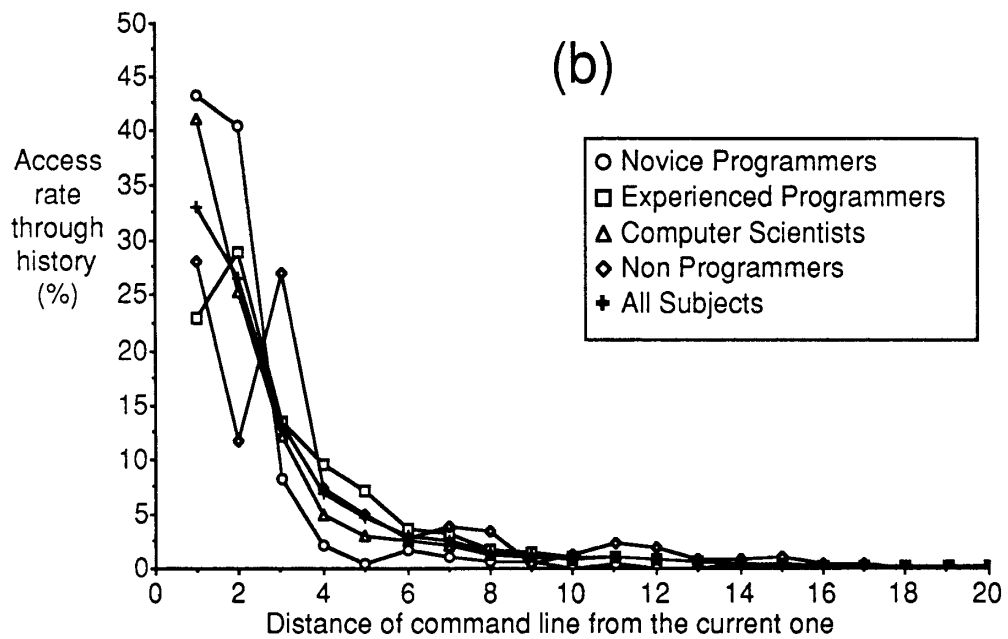 (b)
50
45
40
35
30
25
20
15
10
5
0
Access
rate
through
history
(%)
Novice Programmers
Experienced Programmers
Computer Scientists
Non Programmers
All Subjects
0 2 4 6 8 10 12 14 16 18 20
Distance of command line from the current one